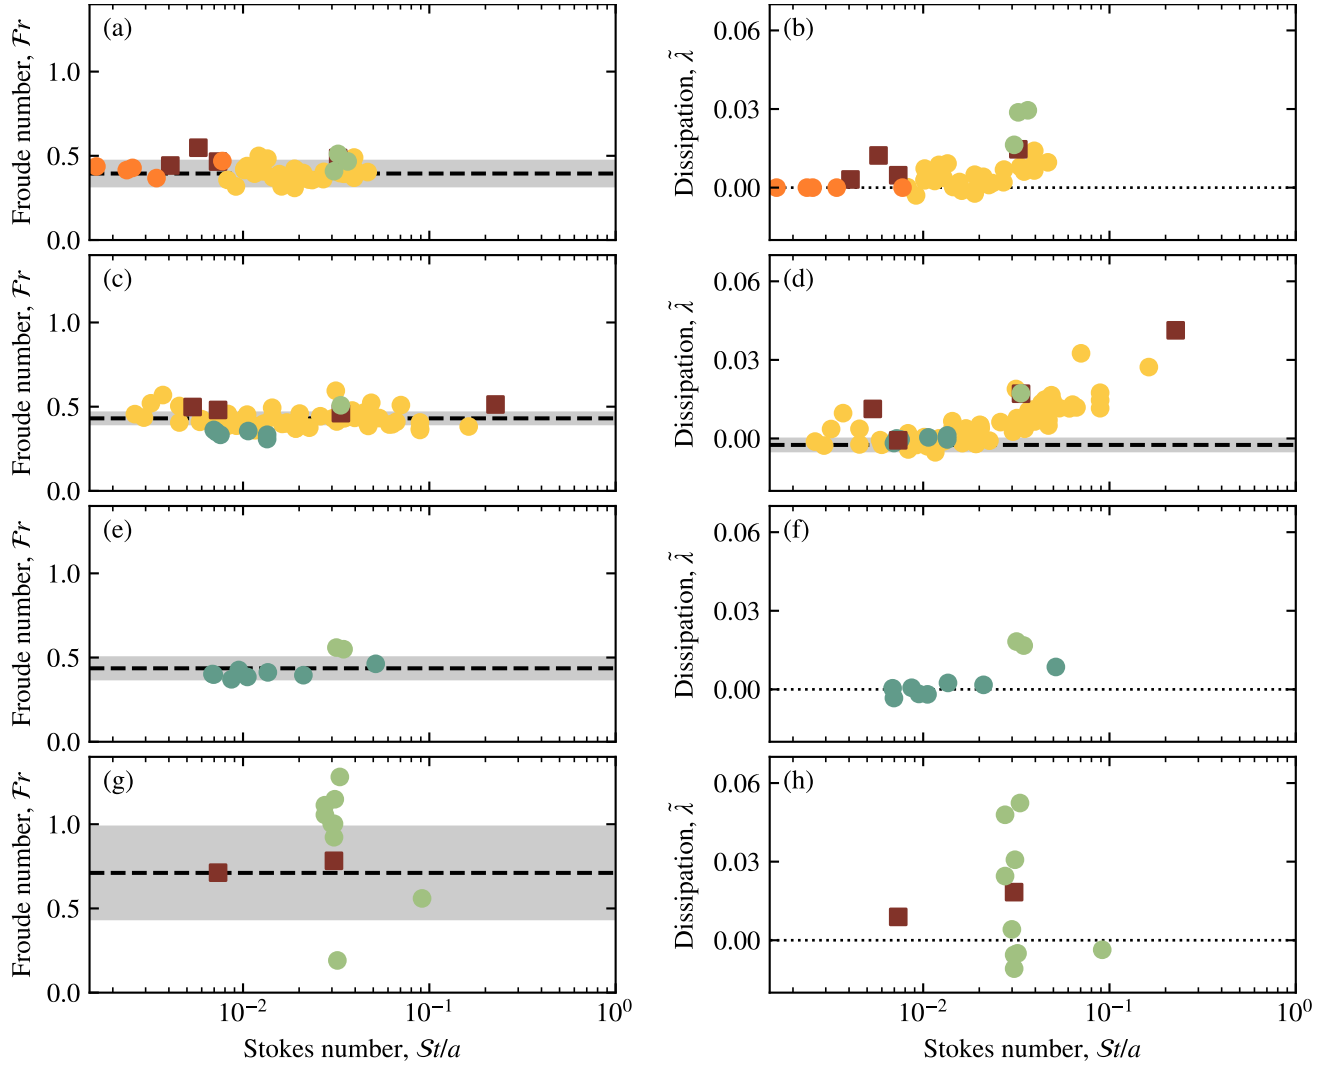 (a)
Froude number, Fr
1.0
0.5
0.0
(b)
Dissipation, λ̃
0.06
0.03
0.00
(c)
Froude number, Fr
1.0
0.5
0.0
(d)
Dissipation, λ̃
0.06
0.03
0.00
(e)
Froude number, Fr
1.0
0.5
0.0
(f)
Dissipation, λ̃
0.06
0.03
0.00
(g)
Froude number, Fr
1.0
0.5
0.0
10⁻² 10⁻¹ 10⁰
Stokes number, St/a
(h)
Dissipation, λ̃
0.06
0.03
0.00
10⁻² 10⁻¹ 10⁰
Stokes number, St/a